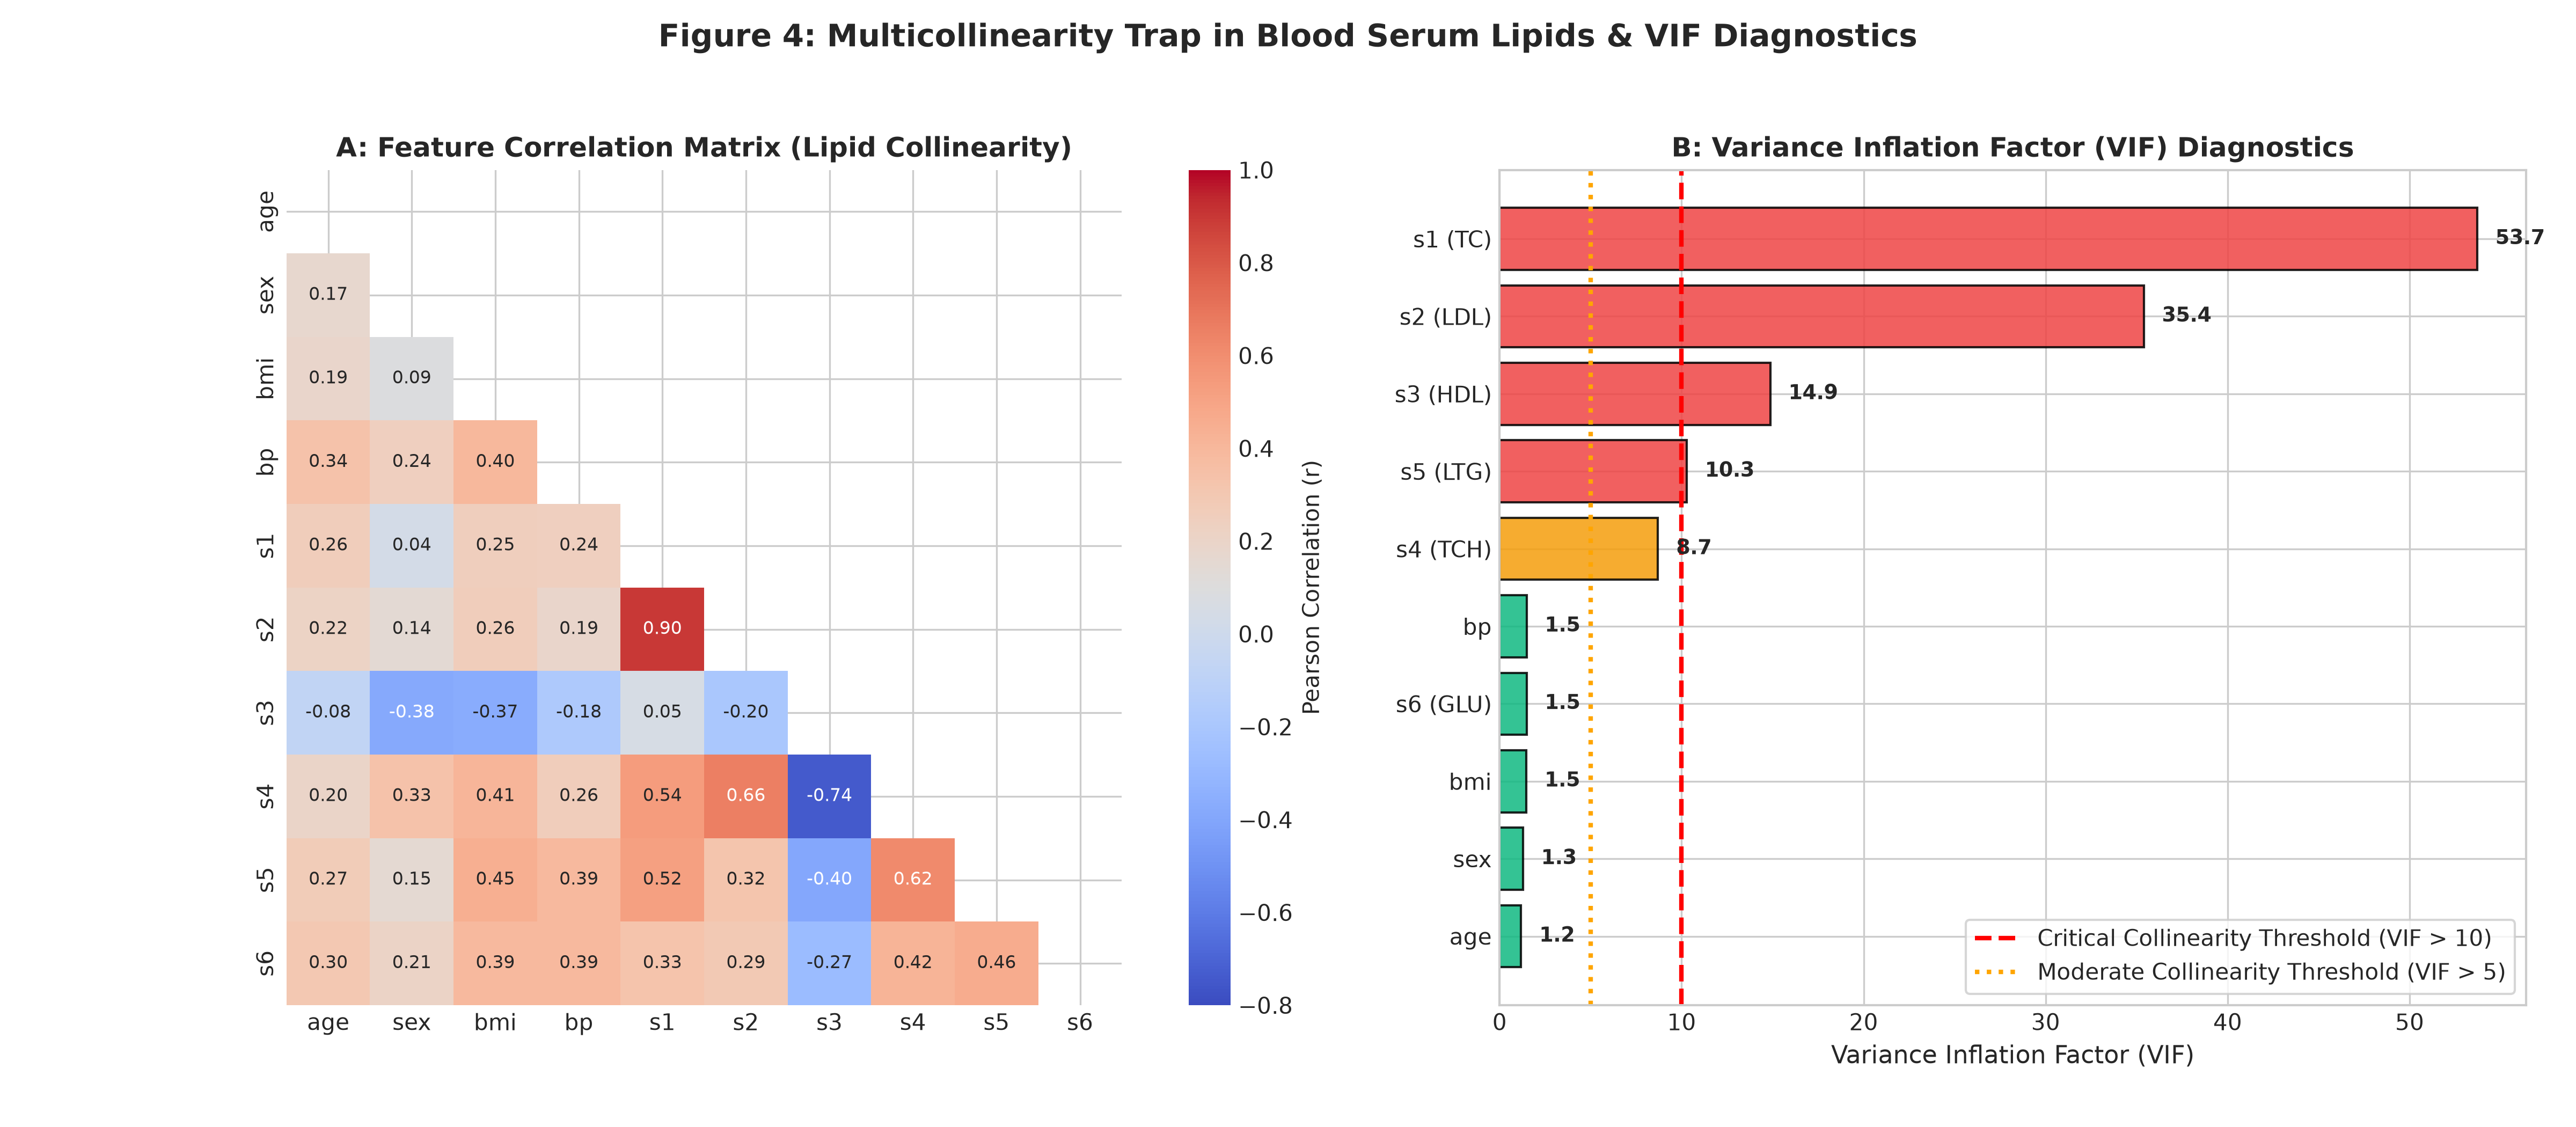 Figure 4: Multicollinearity Trap in Blood Serum Lipids & VIF Diagnostics
A: Feature Correlation Matrix (Lipid Collinearity)
age
sex
0.17
bmi
0.19 0.09
bp
0.34 0.24 0.40
s1
0.26 0.04 0.25 0.24
s2
0.22 0.14 0.26 0.19 0.90
s3
-0.08 -0.38 -0.37 -0.18 0.05 -0.20
s4
0.20 0.33 0.41 0.26 0.54 0.66 -0.74
s5
0.27 0.15 0.45 0.39 0.52 0.32 -0.40 0.62
s6
0.30 0.21 0.39 0.39 0.33 0.29 -0.27 0.42 0.46
age sex bmi bp s1 s2 s3 s4 s5 s6
1.0
0.8
0.6
0.4
0.2
0.0
−0.2
−0.4
−0.6
−0.8
Pearson Correlation (r)
B: Variance Inflation Factor (VIF) Diagnostics
s1 (TC) 53.7
s2 (LDL) 35.4
s3 (HDL) 14.9
s5 (LTG) 10.3
s4 (TCH) 8.7
bp 1.5
s6 (GLU) 1.5
bmi 1.5
sex 1.3
age 1.2
Critical Collinearity Threshold (VIF > 10)
Moderate Collinearity Threshold (VIF > 5)
0 10 20 30 40 50
Variance Inflation Factor (VIF)